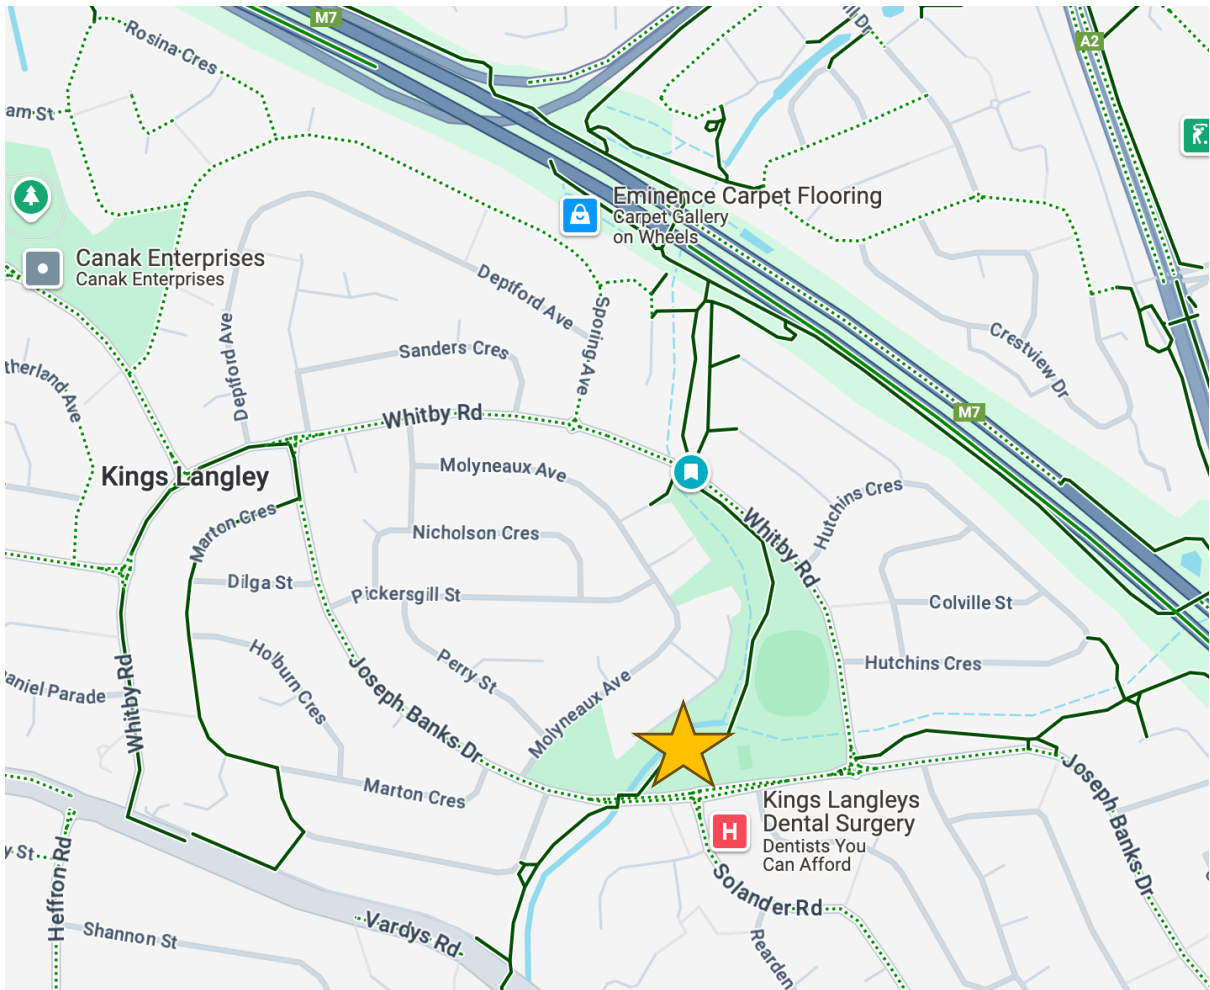 M7
Rosina Cres
A2
am St
Eminence Carpet Flooring
Carpet Gallery
on Wheels
Canak Enterprises
Canak Enterprises
Deptford Ave
Sporing Ave
Deptford Ave
Sanders Cres
Crestview Dr
therland Ave
Whitby Rd
M7
Kings Langley
Molyneaux Ave
Hutchins Cres
Marton Cres
Nicholson Cres
Whitby Rd
Dilga St
Pickersgill St
Colville St
Holburn Cres
Perry St
Hutchins Cres
aniel Parade
Whitby Rd
Joseph Banks Dr
Molyneaux Ave
Marton Cres
Kings Langleys
Dental Surgery
Dentists You
Can Afford
H
Joseph Banks Dr
y St
Heffron Rd
Solander Rd
Vardys Rd
Shannon St
Rearden